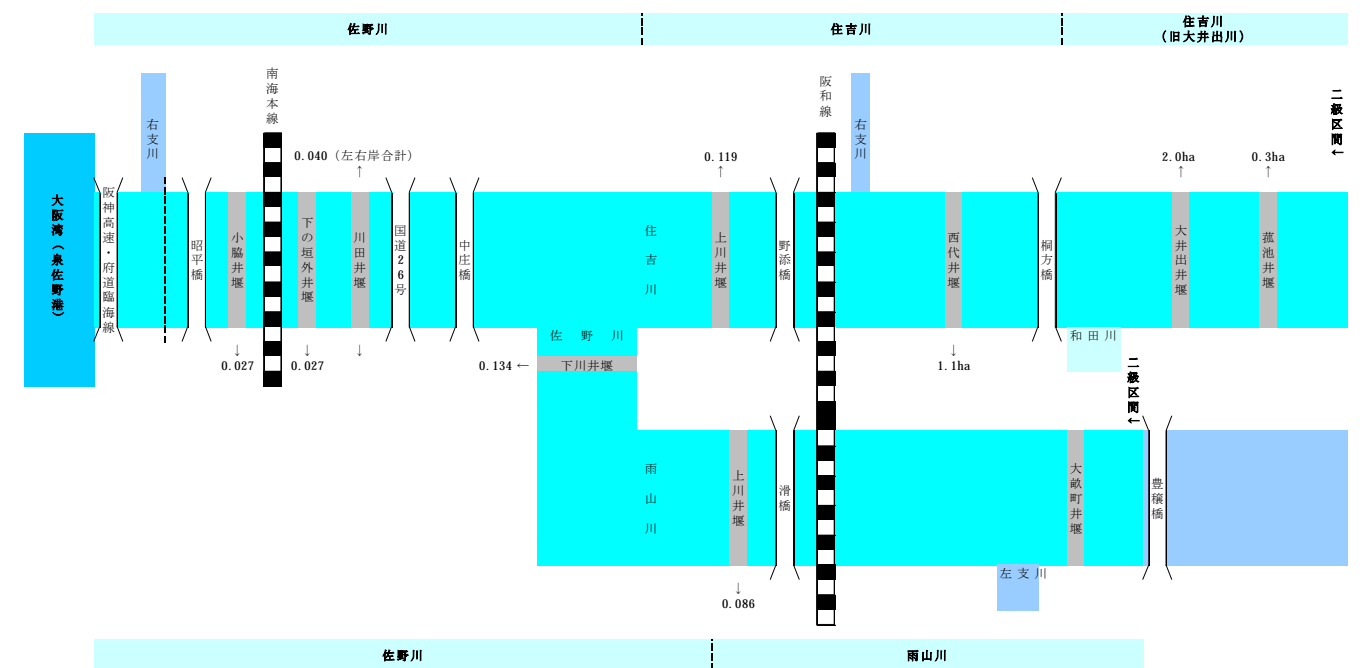 佐野川
住吉川
住吉川
(旧大井出川)
南海本線
阪和線
二級区間←
右支川
右支川
0.040 (左右岸合計)
↑
0.119
↑
2.0ha
↑
0.3ha
↑
大阪湾(泉佐野港)
阪神高速・府道臨海線
昭平橋
小脇井堰
下の垣外井堰
川田井堰
国道26号
中庄橋
住吉川
上川井堰
野添橋
西代井堰
桐方橋
大井出井堰
菰池井堰
↓
0.027
↓
0.027
↓
佐野川
0.134 ←
下川井堰
↓
1.1ha
和田川
二級区間←
雨山川
上川井堰
滑橋
大畝町井堰
豊穣橋
左支川
↓
0.086
佐野川
雨山川